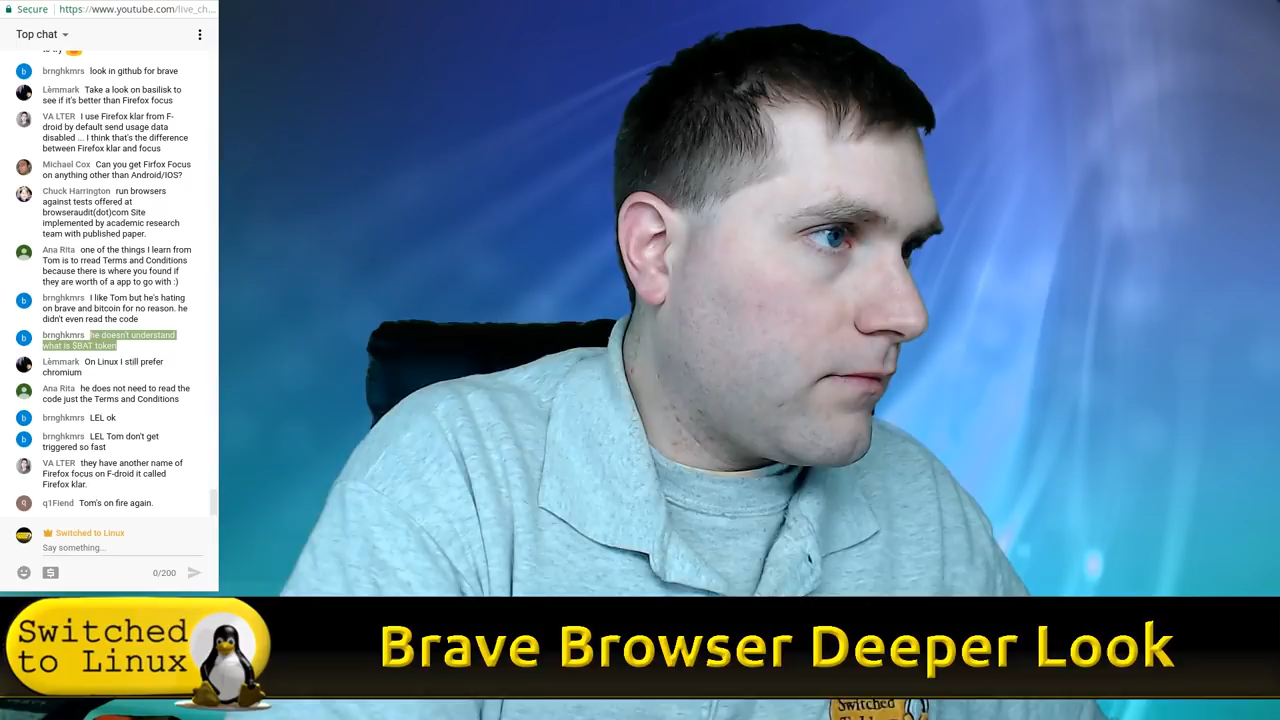 Secure https://www.youtube.com/live_ch...
Top chat
brnghkmrs look in github for brave
Lèmmark Take a look on basilisk to
see if it's better than Firefox focus
VA LTER I use Firefox klar from F-
droid by default send usage data
disabled ... I think that's the difference
between Firefox klar and focus
Michael Cox Can you get Firfox Focus
on anything other than Android/IOS?
Chuck Harrington run browsers
against tests offered at
browseraudit(dot)com Site
implemented by academic research
team with published paper.
Ana Rita one of the things I learn from
Tom is to rread Terms and Conditions
because there is where you found if
they are worth of a app to go with :)
brnghkmrs I like Tom but he's hating
on brave and bitcoin for no reason. he
didn't even read the code
brnghkmrs he doesn't understand
what is $BAT token
Lèmmark On Linux I still prefer
chromium
Ana Rita he does not need to read the
code just the Terms and Conditions
brnghkmrs LEL ok
brnghkmrs LEL Tom don't get
triggered so fast
VA LTER they have another name of
Firefox focus on F-droid it called
Firefox klar.
q1Fiend Tom's on fire again.
Switched to Linux
Say something...
0/200
Switched
to Linux
Brave Browser Deeper Look
Switched